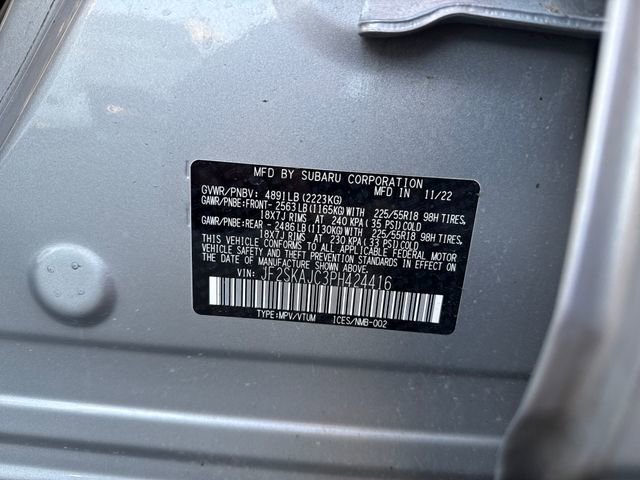 MFD BY SUBARU CORPORATION
GVWR/PNBV: 4891LB(2223KG) MFD IN 11/22
GAWR/PNBE:FRONT- 2563LB(1165KG)WITH 225/55R18 98H TIRES,
18X7J RIMS AT 240 KPA(35 PSI)COLD
GAWR/PNBE:REAR - 2486LB(1130KG)WITH 225/55R18 98H TIRES,
18X7J RIMS AT 230 KPA(33 PSI)COLD
THIS VEHICLE CONFORMS TO ALL APPLICABLE FEDERAL MOTOR
VEHICLE SAFETY AND THEFT PREVENTION STANDARDS IN EFFECT ON
THE DATE OF MANUFACTURE SHOWN ABOVE.
VIN: JF2SKAJC3PH424416
TYPE:MPV/VTUM ICES/NMB-002